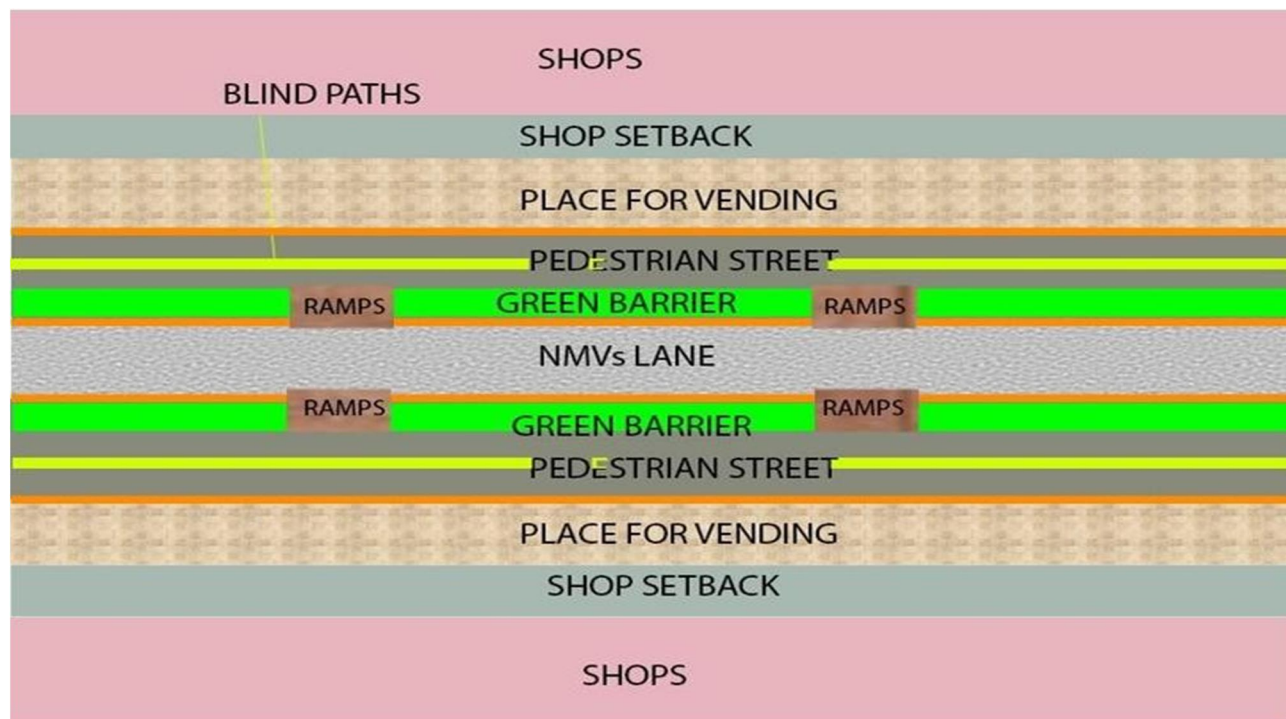 SHOPS
BLIND PATHS
SHOP SETBACK
PLACE FOR VENDING
PEDESTRIAN STREET
RAMPS
GREEN BARRIER
RAMPS
NMVs LANE
RAMPS
RAMPS
GREEN BARRIER
PEDESTRIAN STREET
PLACE FOR VENDING
SHOP SETBACK
SHOPS